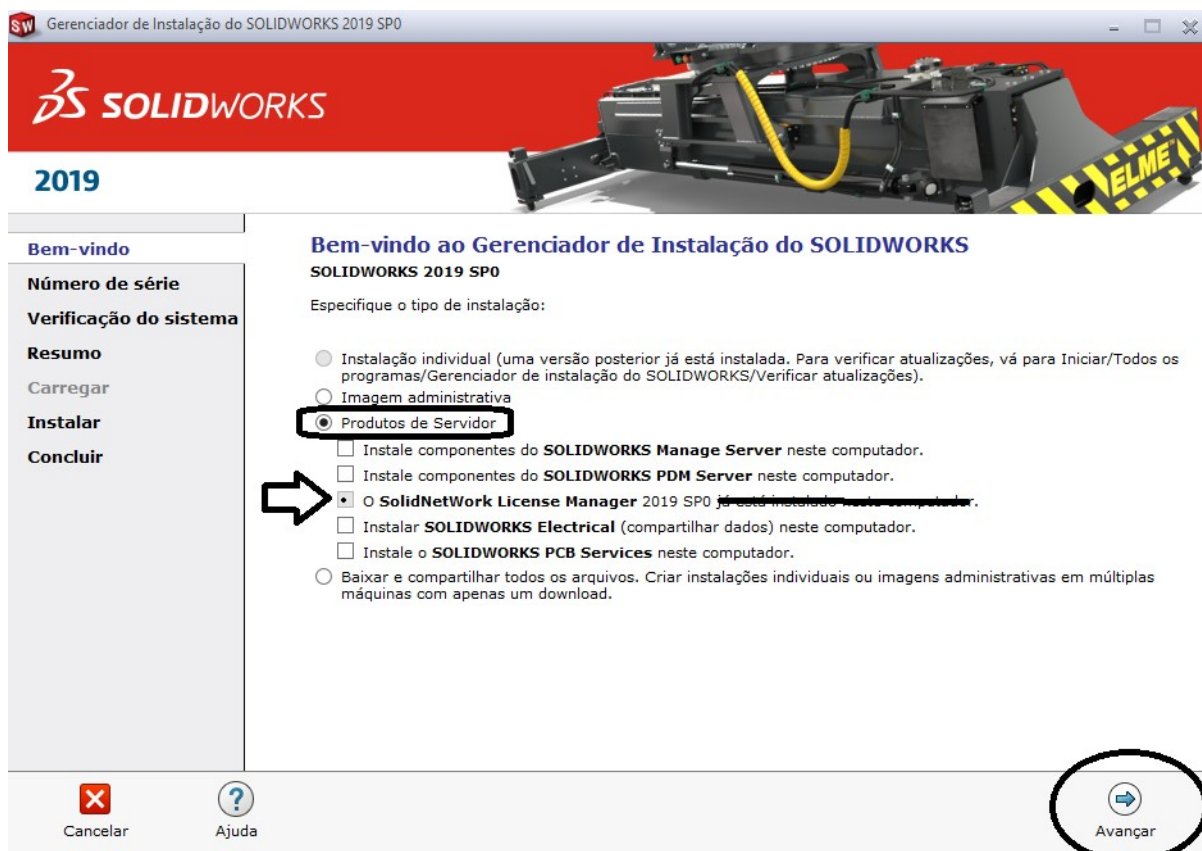 Gerenciador de Instalação do SOLIDWORKS 2019 SP0
SOLIDWORKS
2019
ELME
Bem-vindo
Número de série
Verificação do sistema
Resumo
Carregar
Instalar
Concluir
Bem-vindo ao Gerenciador de Instalação do SOLIDWORKS
SOLIDWORKS 2019 SP0
Especifique o tipo de instalação:
Instalação individual (uma versão posterior já está instalada. Para verificar atualizações, vá para Iniciar/Todos os
programas/Gerenciador de instalação do SOLIDWORKS/Verificar atualizações).
Imagem administrativa
Produtos de Servidor
Instale componentes do SOLIDWORKS Manage Server neste computador.
Instale componentes do SOLIDWORKS PDM Server neste computador.
O SolidNetWork License Manager 2019 SP0 já está instalado neste computador.
Instalar SOLIDWORKS Electrical (compartilhar dados) neste computador.
Instale o SOLIDWORKS PCB Services neste computador.
Baixar e compartilhar todos os arquivos. Criar instalações individuais ou imagens administrativas em múltiplas
máquinas com apenas um download.
Cancelar
Ajuda
Avançar